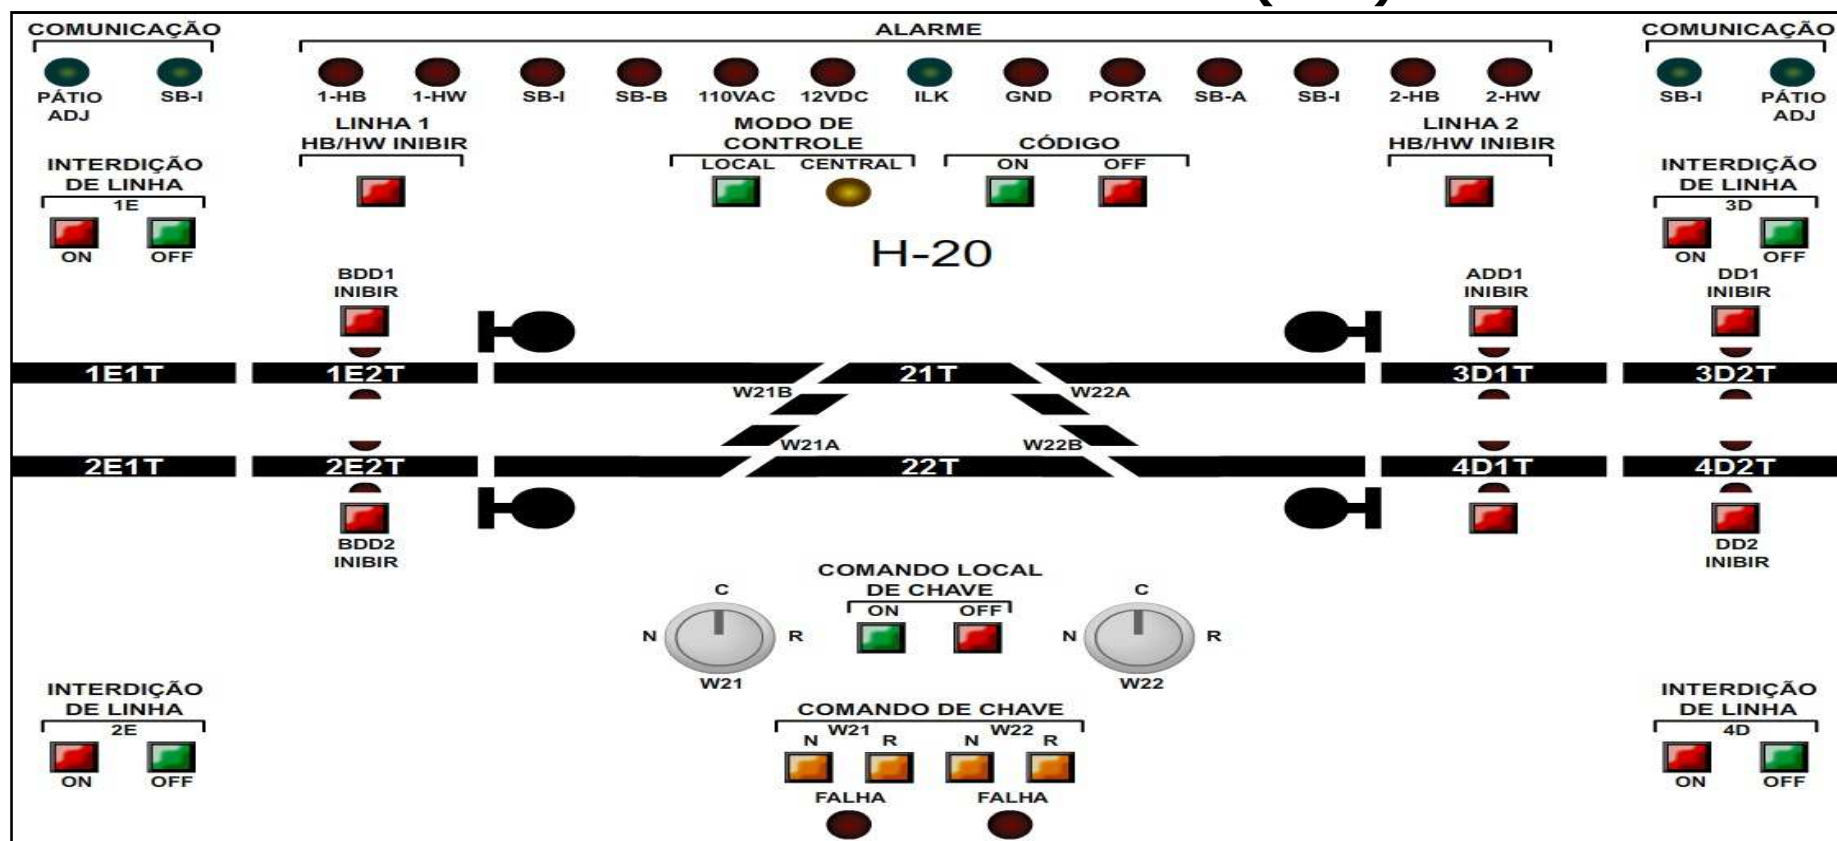 COMUNICAÇÃO ALARME COMUNICAÇÃO
PÁTIO ADJ SB-I 1-HB 1-HW SB-I SB-B 110VAC 12VDC ILK GND PORTA SB-A SB-I 2-HB 2-HW SB-I PÁTIO ADJ
LINHA 1 MODO DE LINHA 2
HB/HW INIBIR CONTROLE CÓDIGO HB/HW INIBIR
INTERDIÇÃO LOCAL CENTRAL ON OFF INTERDIÇÃO
DE LINHA DE LINHA
1E 3D
ON OFF H-20 ON OFF
BDD1 ADD1 DD1
INIBIR INIBIR INIBIR
1E1T 1E2T 21T 3D1T 3D2T
W21B W22A
W21A W22B
2E1T 2E2T 22T 4D1T 4D2T
BDD2 DD2
INIBIR INIBIR
COMANDO LOCAL
C DE CHAVE C
ON OFF
N R N R
W21 W22
INTERDIÇÃO INTERDIÇÃO
DE LINHA COMANDO DE CHAVE DE LINHA
2E W21 W22 4D
N R N R
ON OFF ON OFF
FALHA FALHA